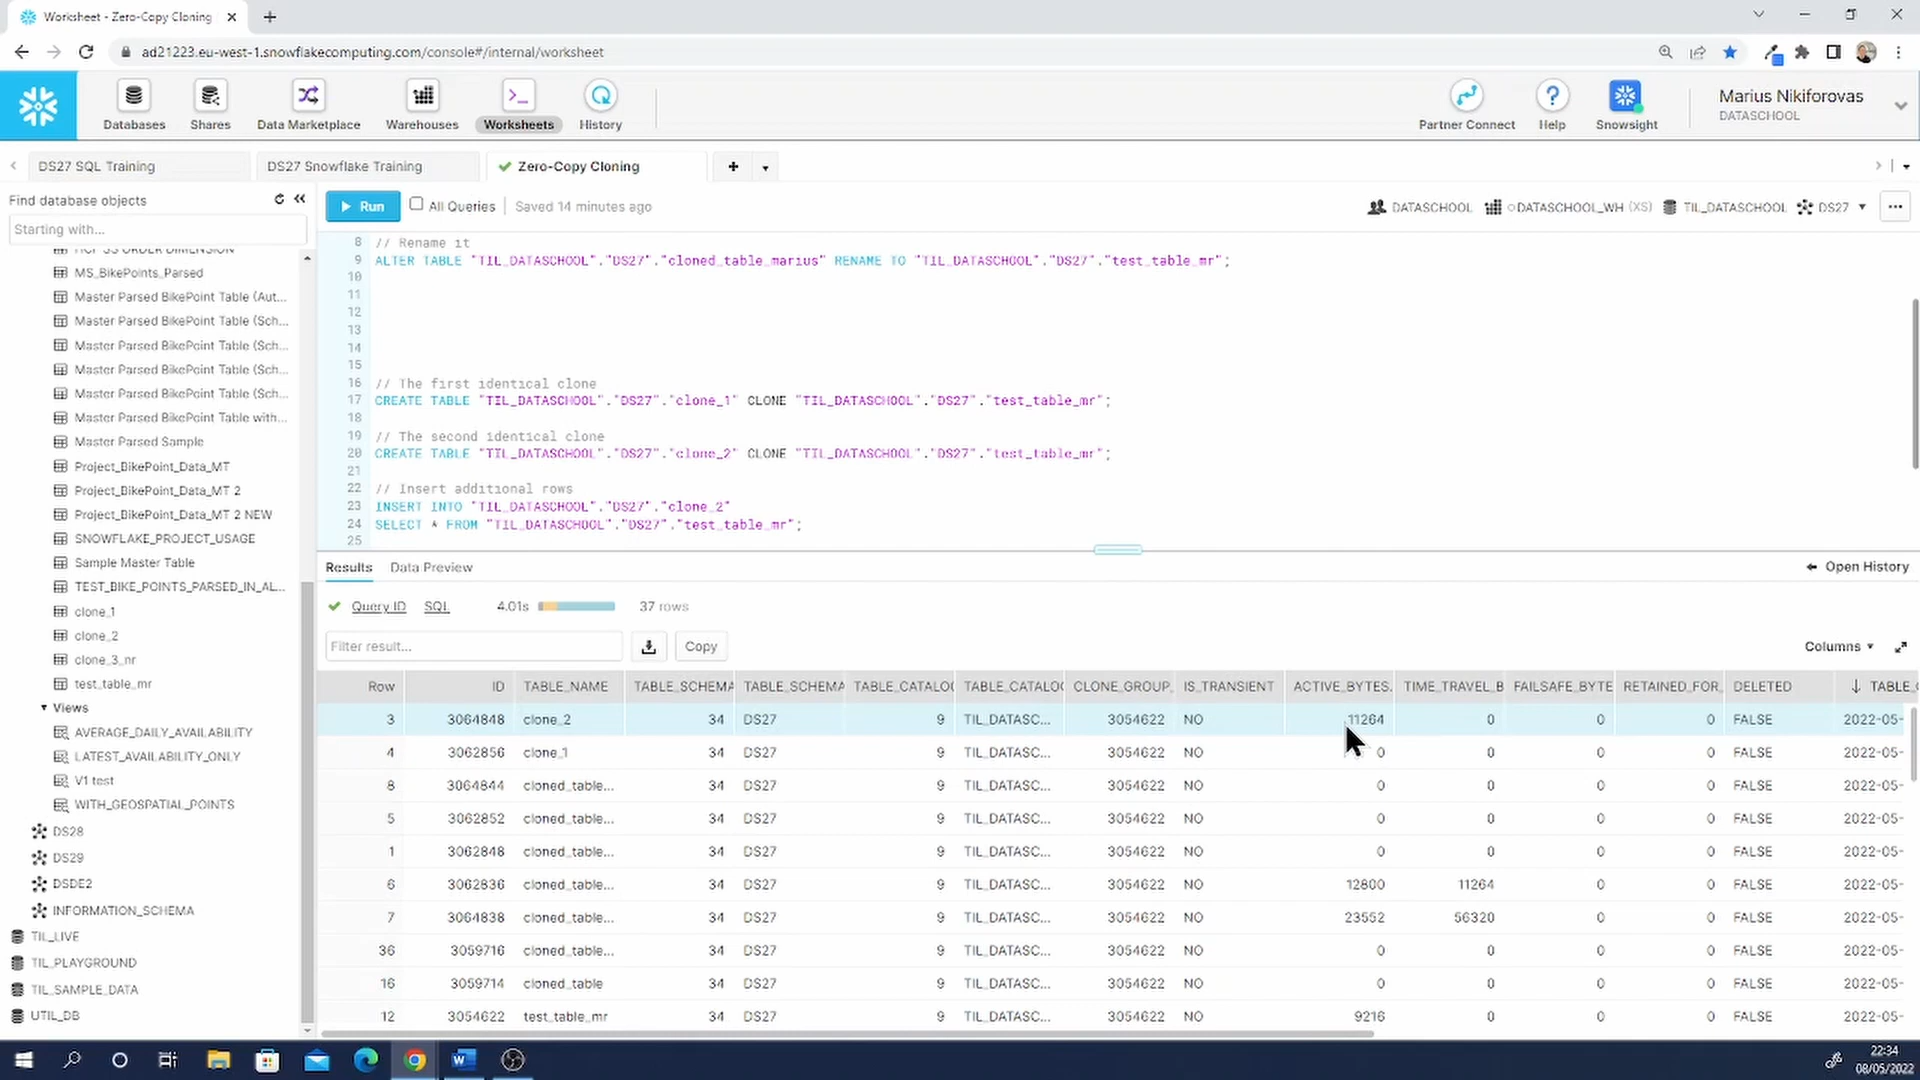 Worksheet - Zero-Copy Cloning
ad21223.eu-west-1.snowflakecomputing.com/console#/internal/worksheet
Databases Shares Data Marketplace Warehouses Worksheets History
Partner Connect Help Snowsight
Marius Nikiforovas
DATASCHOOL
DS27 SQL Training DS27 Snowflake Training Zero-Copy Cloning
Find database objects
Starting with...
Run All Queries Saved 14 minutes ago
DATASCHOOL DATASCHOOL_WH (XS) TIL_DATASCHOOL DS27
MS_BikePoints_Parsed
Master Parsed BikePoint Table (Aut...
Master Parsed BikePoint Table (Sch...
Master Parsed BikePoint Table (Sch...
Master Parsed BikePoint Table (Sch...
Master Parsed BikePoint Table (Sch...
Master Parsed BikePoint Table with...
Master Parsed Sample
Project_BikePoint_Data_MT
Project_BikePoint_Data_MT 2
Project_BikePoint_Data_MT 2 NEW
SNOWFLAKE_PROJECT_USAGE
Sample Master Table
TEST_BIKE_POINTS_PARSED_IN_AL...
clone_1
clone_2
clone_3_nr
test_table_mr
Views
AVERAGE_DAILY_AVAILABILITY
LATEST_AVAILABILITY_ONLY
V1 test
WITH_GEOSPATIAL_POINTS
DS28
DS29
DSDE2
INFORMATION_SCHEMA
TIL_LIVE
TIL_PLAYGROUND
TIL_SAMPLE_DATA
UTIL_DB
8 // Rename it
9 ALTER TABLE "TIL_DATASCHOOL"."DS27"."cloned_table_marius" RENAME TO "TIL_DATASCHOOL"."DS27"."test_table_mr";
10
11
12
13
14
15
16 // The first identical clone
17 CREATE TABLE "TIL_DATASCHOOL"."DS27"."clone_1" CLONE "TIL_DATASCHOOL"."DS27"."test_table_mr";
18
19 // The second identical clone
20 CREATE TABLE "TIL_DATASCHOOL"."DS27"."clone_2" CLONE "TIL_DATASCHOOL"."DS27"."test_table_mr";
21
22 // Insert additional rows
23 INSERT INTO "TIL_DATASCHOOL"."DS27"."clone_2"
24 SELECT * FROM "TIL_DATASCHOOL"."DS27"."test_table_mr";
25
Results Data Preview Open History
Query ID SQL 4.01s 37 rows
Filter result... Copy Columns
Row ID TABLE_NAME TABLE_SCHEMA TABLE_SCHEMA TABLE_CATALO TABLE_CATALO CLONE_GROUP_ IS_TRANSIENT ACTIVE_BYTES. TIME_TRAVEL_B FAILSAFE_BYTE RETAINED_FOR_ DELETED TABLE_
3 3064848 clone_2 34 DS27 9 TIL_DATASC... 3054622 NO 11264 0 0 0 FALSE 2022-05-
4 3062856 clone_1 34 DS27 9 TIL_DATASC... 3054622 NO 0 0 0 0 FALSE 2022-05-
8 3064844 cloned_table... 34 DS27 9 TIL_DATASC... 3054622 NO 0 0 0 0 FALSE 2022-05-
5 3062852 cloned_table... 34 DS27 9 TIL_DATASC... 3054622 NO 0 0 0 0 FALSE 2022-05-
1 3062848 cloned_table... 34 DS27 9 TIL_DATASC... 3054622 NO 0 0 0 0 FALSE 2022-05-
6 3062836 cloned_table... 34 DS27 9 TIL_DATASC... 3054622 NO 12800 11264 0 0 FALSE 2022-05-
7 3064838 cloned_table... 34 DS27 9 TIL_DATASC... 3054622 NO 23552 56320 0 0 FALSE 2022-05-
36 3059716 cloned_table... 34 DS27 9 TIL_DATASC... 3054622 NO 0 0 0 0 FALSE 2022-05-
16 3059714 cloned_table 34 DS27 9 TIL_DATASC... 3054622 NO 0 0 0 0 FALSE 2022-05-
12 3054622 test_table_mr 34 DS27 9 TIL_DATASC... 3054622 NO 9216 0 0 0 FALSE 2022-05-
22:34
08/05/2022